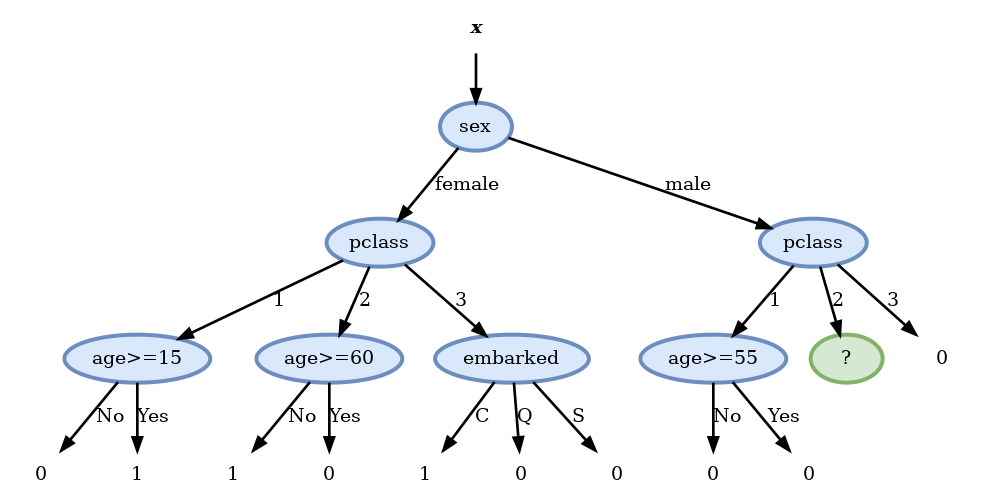 x
sex
female
male
pclass
pclass
1
2
3
1
2
3
age>=15
age>=60
embarked
age>=55
?
0
No
Yes
No
Yes
C
Q
S
No
Yes
0
1
1
0
1
0
0
0
0